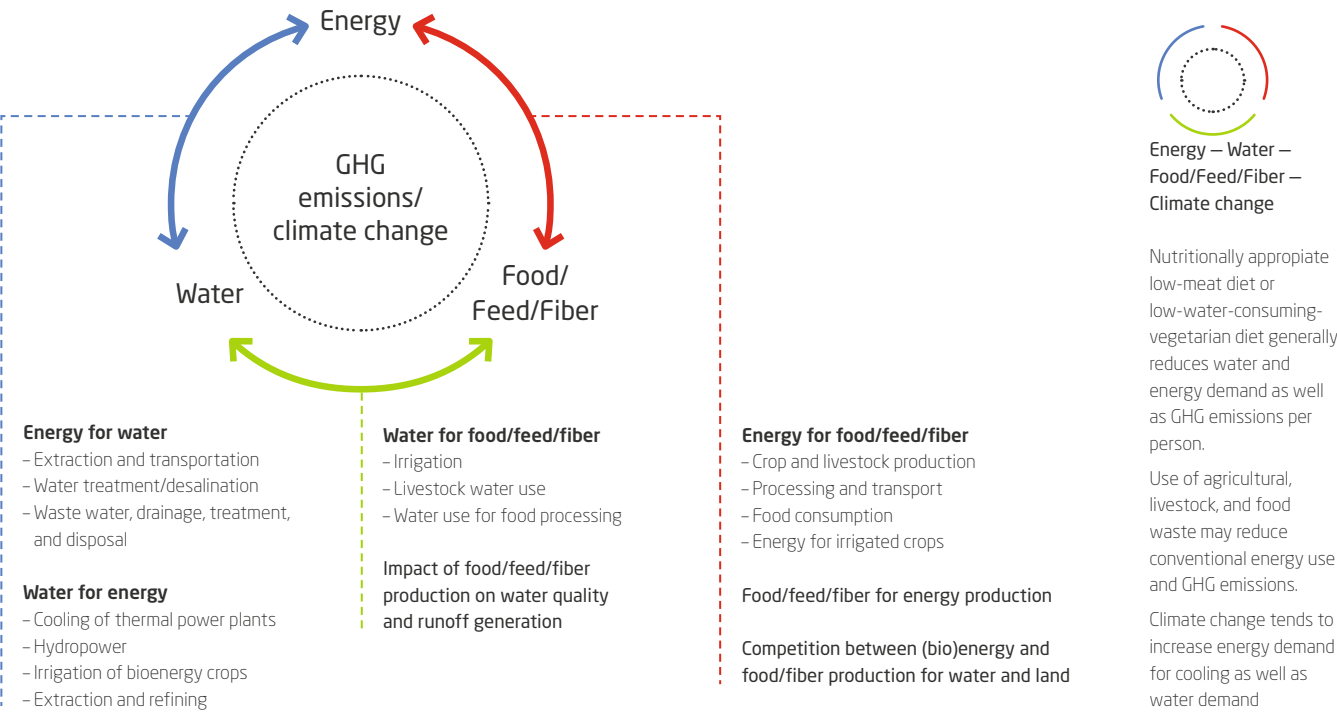 Energy
GHG
emissions/
climate change
Water
Food/
Feed/Fiber
Energy for water
– Extraction and transportation
– Water treatment/desalination
– Waste water, drainage, treatment,
and disposal
Water for energy
– Cooling of thermal power plants
– Hydropower
– Irrigation of bioenergy crops
– Extraction and refining
Water for food/feed/fiber
– Irrigation
– Livestock water use
– Water use for food processing
Impact of food/feed/fiber
production on water quality
and runoff generation
Energy for food/feed/fiber
– Crop and livestock production
– Processing and transport
– Food consumption
– Energy for irrigated crops
Food/feed/fiber for energy production
Competition between (bio)energy and
food/fiber production for water and land
Energy — Water —
Food/Feed/Fiber —
Climate change
Nutritionally appropiate
low-meat diet or
low-water-consuming-
vegetarian diet generally
reduces water and
energy demand as well
as GHG emissions per
person.
Use of agricultural,
livestock, and food
waste may reduce
conventional energy use
and GHG emissions.
Climate change tends to
increase energy demand
for cooling as well as
water demand